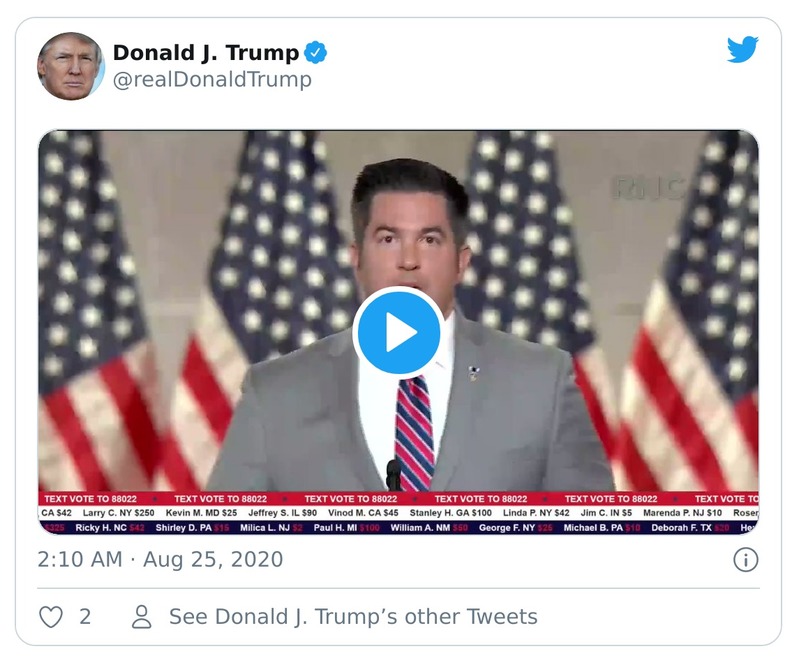 Donald J. Trump
@realDonaldTrump
RNC
TEXT VOTE TO 88022 TEXT VOTE TO 88022 TEXT VOTE TO 88022 TEXT VOTE TO 88022 TEXT VOTE TO 88022 TEXT VOTE TO
CA $42 Larry C. NY $250 Kevin M. MD $25 Jeffrey S. IL $90 Vinod M. CA $45 Stanley H. GA $100 Linda P. NY $42 Jim C. IN $5 Marenda P. NJ $10 Roser
$325 Ricky H. NC $42 Shirley D. PA $15 Milica L. NJ $2 Paul H. MI $100 William A. NM $50 George F. NY $25 Michael B. PA $10 Deborah F. TX $20 He
2:10 AM · Aug 25, 2020
2 See Donald J. Trump’s other Tweets